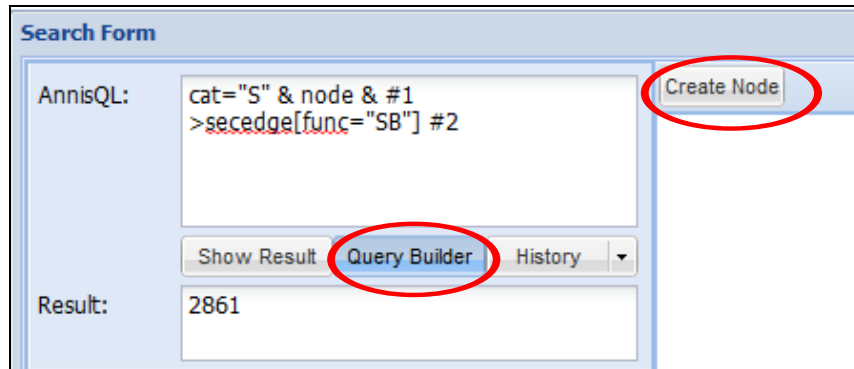 Search Form
AnnisQL:
cat="S" & node & #1
>secedge[func="SB"] #2
Create Node
Show Result
Query Builder
History
Result:
2861